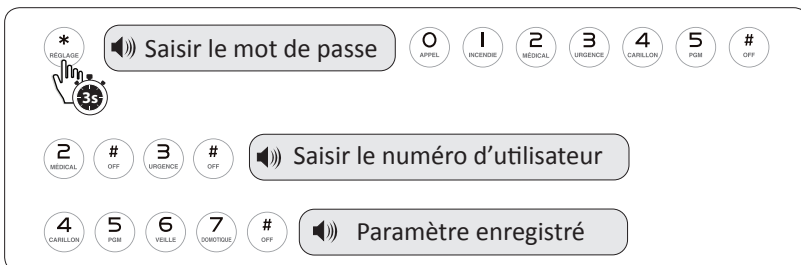 * RÉGLAGE Saisir le mot de passe 0 APPEL 1 INCENDIE 2 MÉDICAL 3 URGENCE 4 CARILLON 5 PGM # OFF
3s
2 MÉDICAL # OFF 3 URGENCE # OFF Saisir le numéro d'utilisateur
4 CARILLON 5 PGM 6 VEILLE 7 DOMOTIQUE # OFF Paramètre enregistré